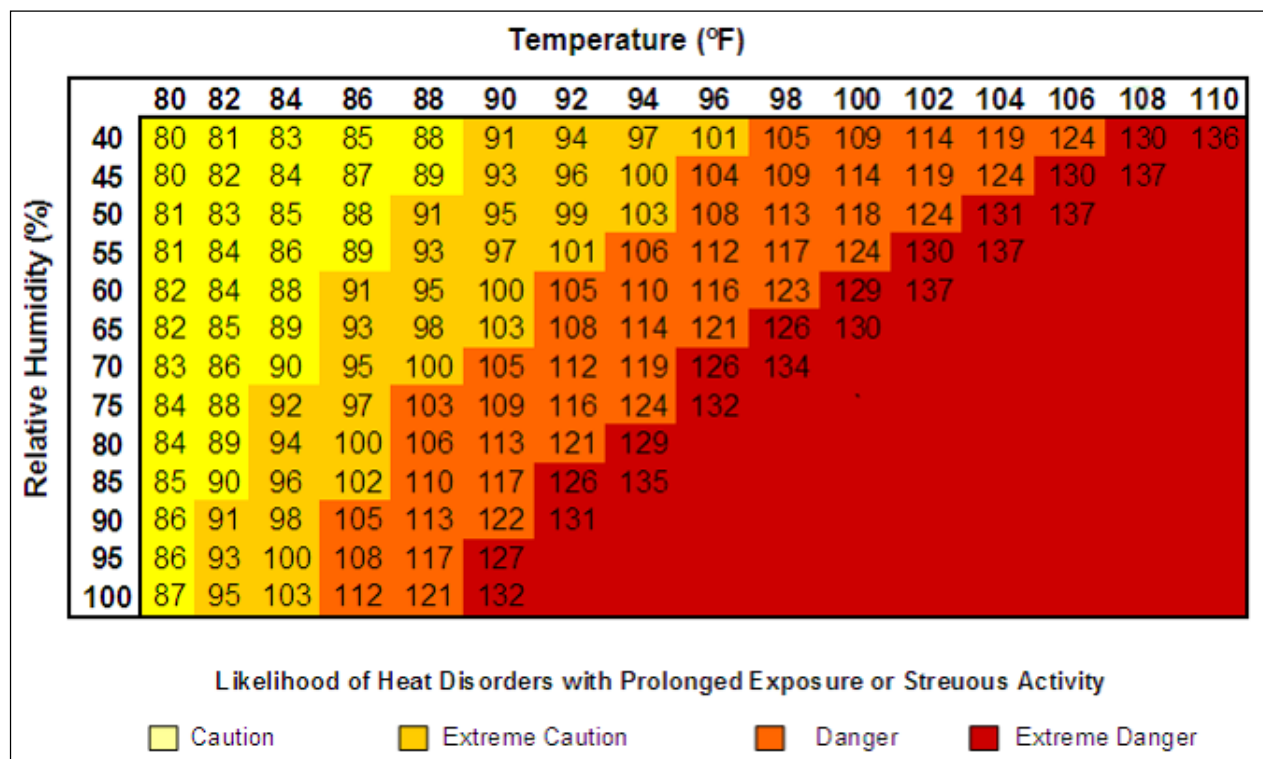 Temperature (ºF)
80 82 84 86 88 90 92 94 96 98 100 102 104 106 108 110
Relative Humidity (%)
40 80 81 83 85 88 91 94 97 101 105 109 114 119 124 130 136
45 80 82 84 87 89 93 96 100 104 109 114 119 124 130 137
50 81 83 85 88 91 95 99 103 108 113 118 124 131 137
55 81 84 86 89 93 97 101 106 112 117 124 130 137
60 82 84 88 91 95 100 105 110 116 123 129 137
65 82 85 89 93 98 103 108 114 121 126 130
70 83 86 90 95 100 105 112 119 126 134
75 84 88 92 97 103 109 116 124 132
80 84 89 94 100 106 113 121 129
85 85 90 96 102 110 117 126 135
90 86 91 98 105 113 122 131
95 86 93 100 108 117 127
100 87 95 103 112 121 132
Likelihood of Heat Disorders with Prolonged Exposure or Streuous Activity
Caution Extreme Caution Danger Extreme Danger